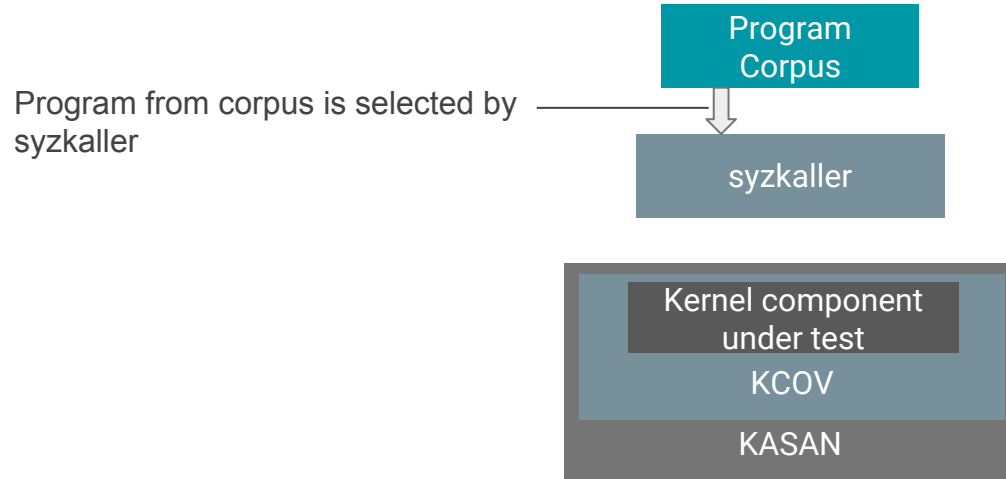 Program
Corpus
Program from corpus is selected by
syzkaller
syzkaller
Kernel component
under test
KCOV
KASAN